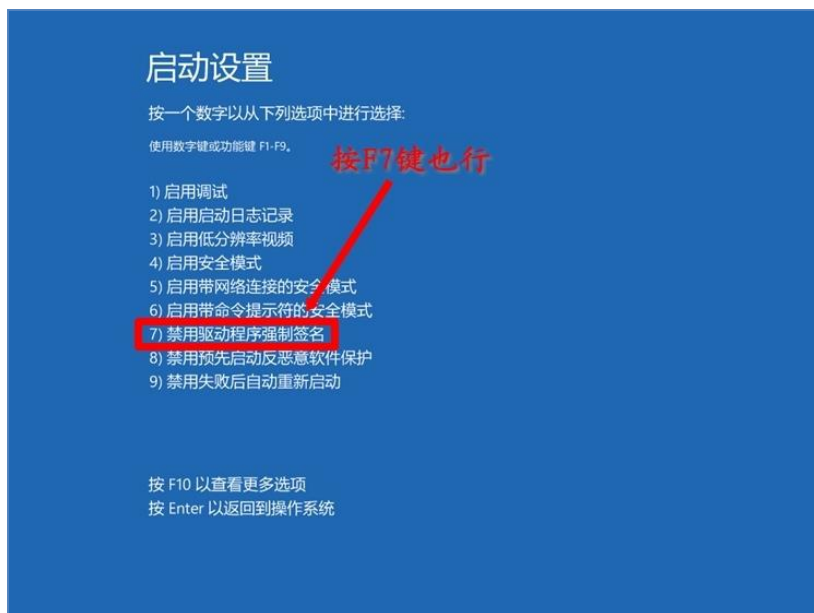 启动设置
按一个数字以从下列选项中进行选择:
使用数字键或功能键 F1-F9。
按F7键也行
1) 启用调试
2) 启用启动日志记录
3) 启用低分辨率视频
4) 启用安全模式
5) 启用带网络连接的安全模式
6) 启用带命令提示符的安全模式
7) 禁用驱动程序强制签名
8) 禁用预先启动反恶意软件保护
9) 禁用失败后自动重新启动
按 F10 以查看更多选项
按 Enter 以返回到操作系统